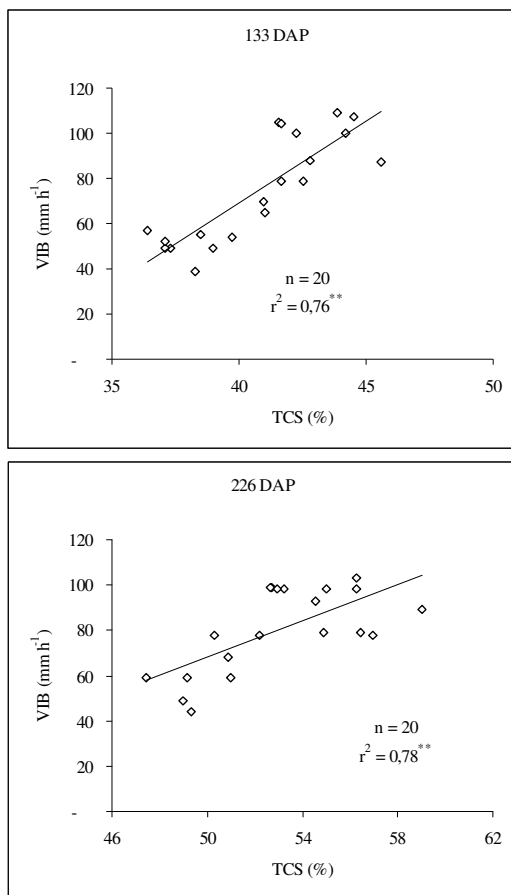 133 DAP
120
100
80
60
40
20
-
VIB (mm h-1)
n = 20
r2 = 0,76**
35 40 45 50
TCS (%)
226 DAP
120
100
80
60
40
20
-
VIB (mm h-1)
n = 20
r2 = 0,78**
46 50 54 58 62
TCS (%)